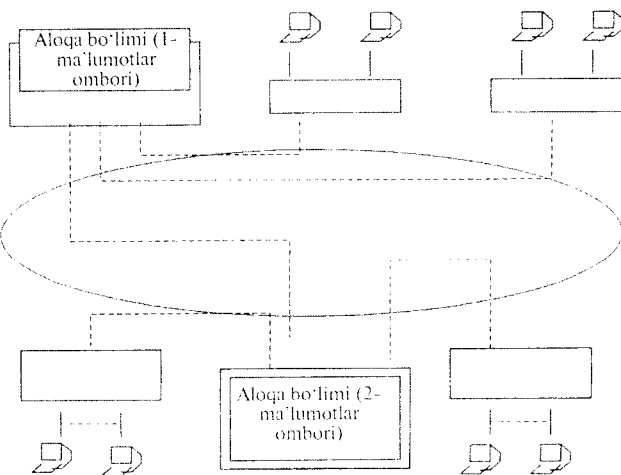 Aloqa bo‘limi (1-
ma’lumotlar
ombori)
Aloqa bo‘limi (2-
ma’lumotlar
ombori)